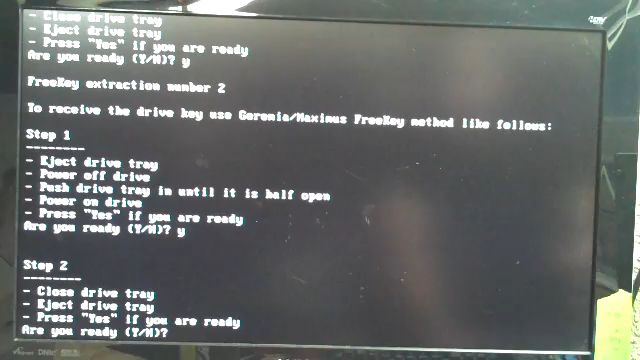 - Close drive tray
- Eject drive tray
- Press "Yes" if you are ready
Are you ready (Y/N)? y
FreeKey extraction number 2
To receive the drive key use Geremia/Maximus FreeKey method like follows:
Step 1
--------
- Eject drive tray
- Power off drive
- Push drive tray in until it is half open
- Power on drive
- Press "Yes" if you are ready
Are you ready (Y/N)? y
Step 2
--------
- Close drive tray
- Eject drive tray
- Press "Yes" if you are ready
Are you ready (Y/N)?